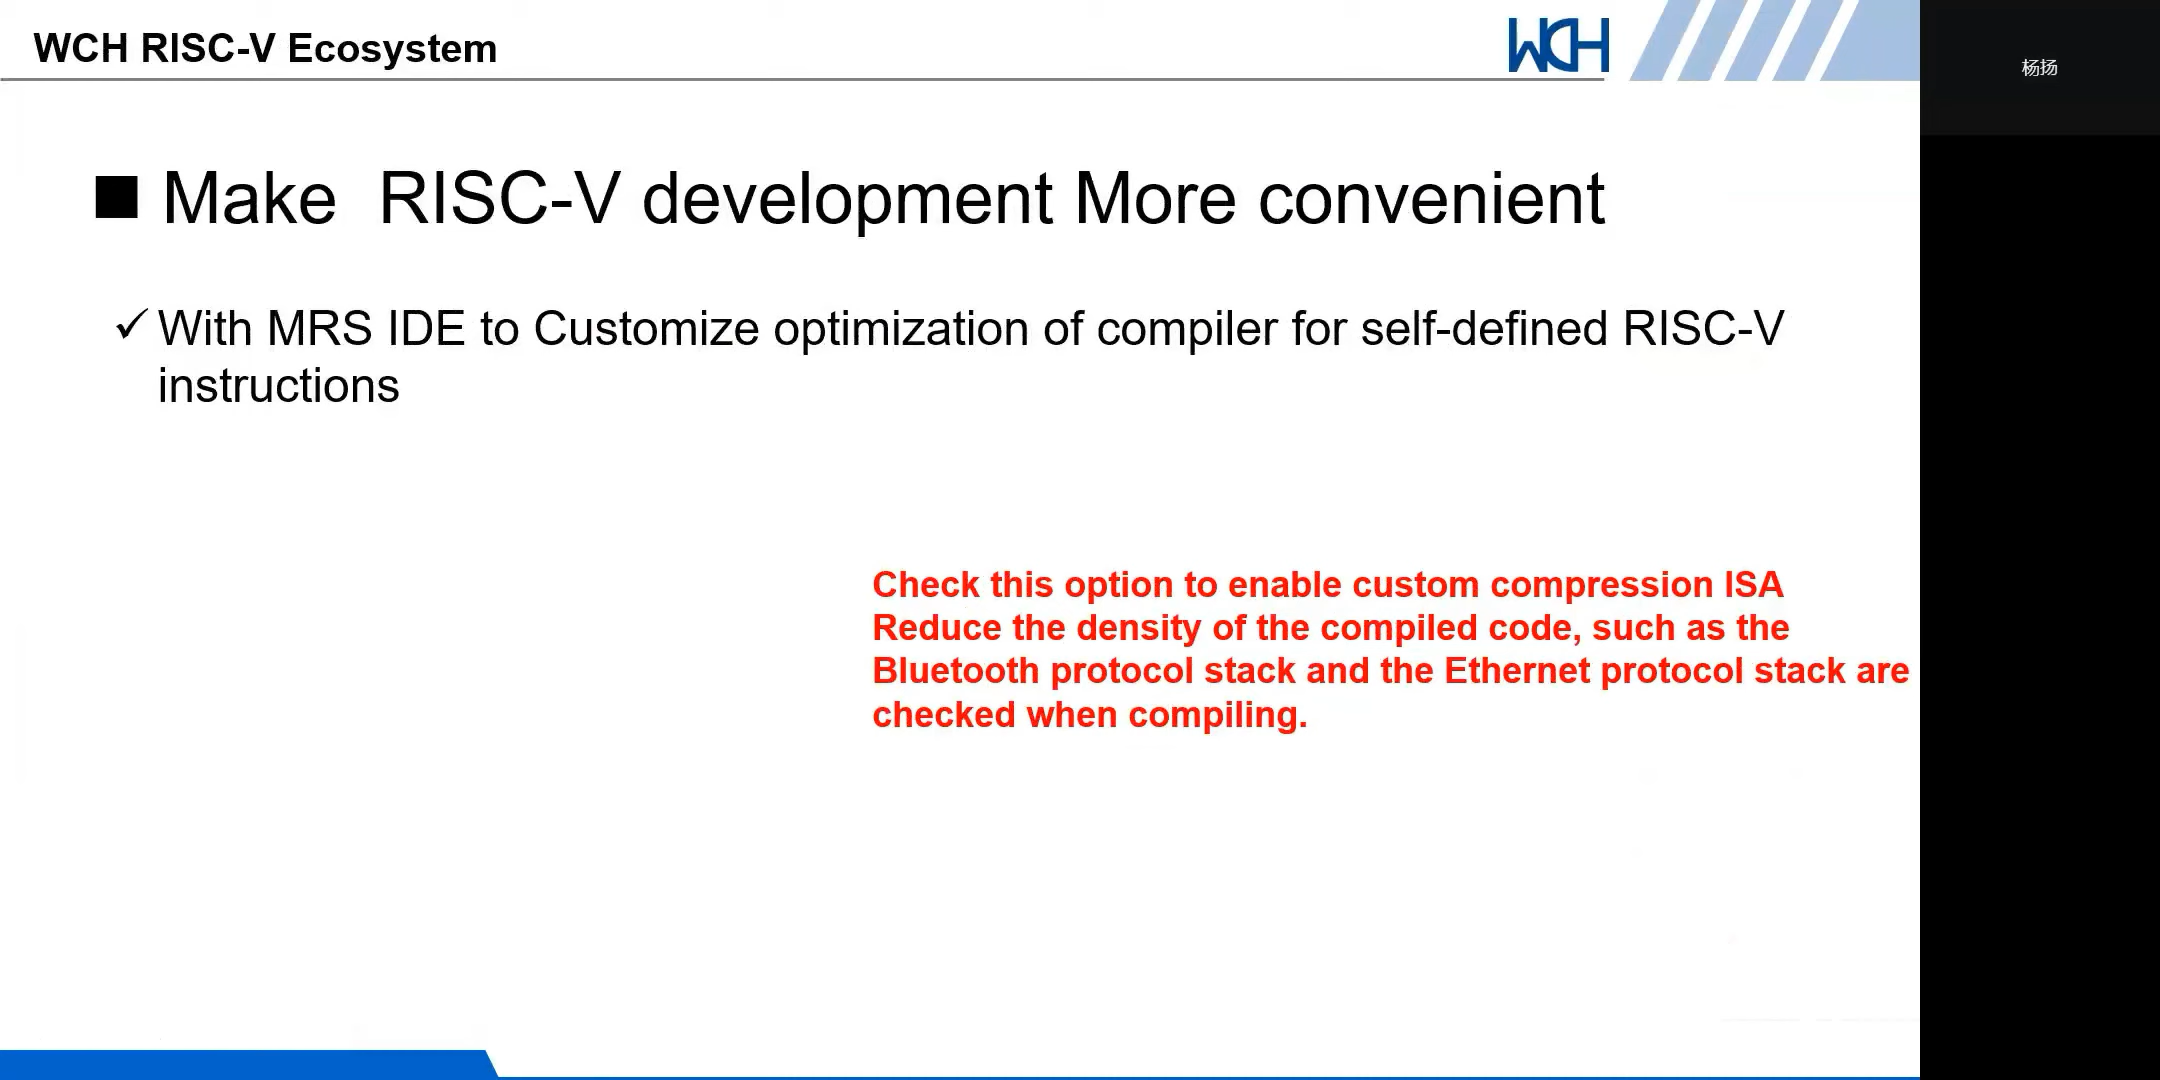 WCH RISC-V Ecosystem
WCH
杨扬
■ Make  RISC-V development More convenient
✓ With MRS IDE to Customize optimization of compiler for self-defined RISC-V
instructions
Check this option to enable custom compression ISA
Reduce the density of the compiled code, such as the
Bluetooth protocol stack and the Ethernet protocol stack are
checked when compiling.